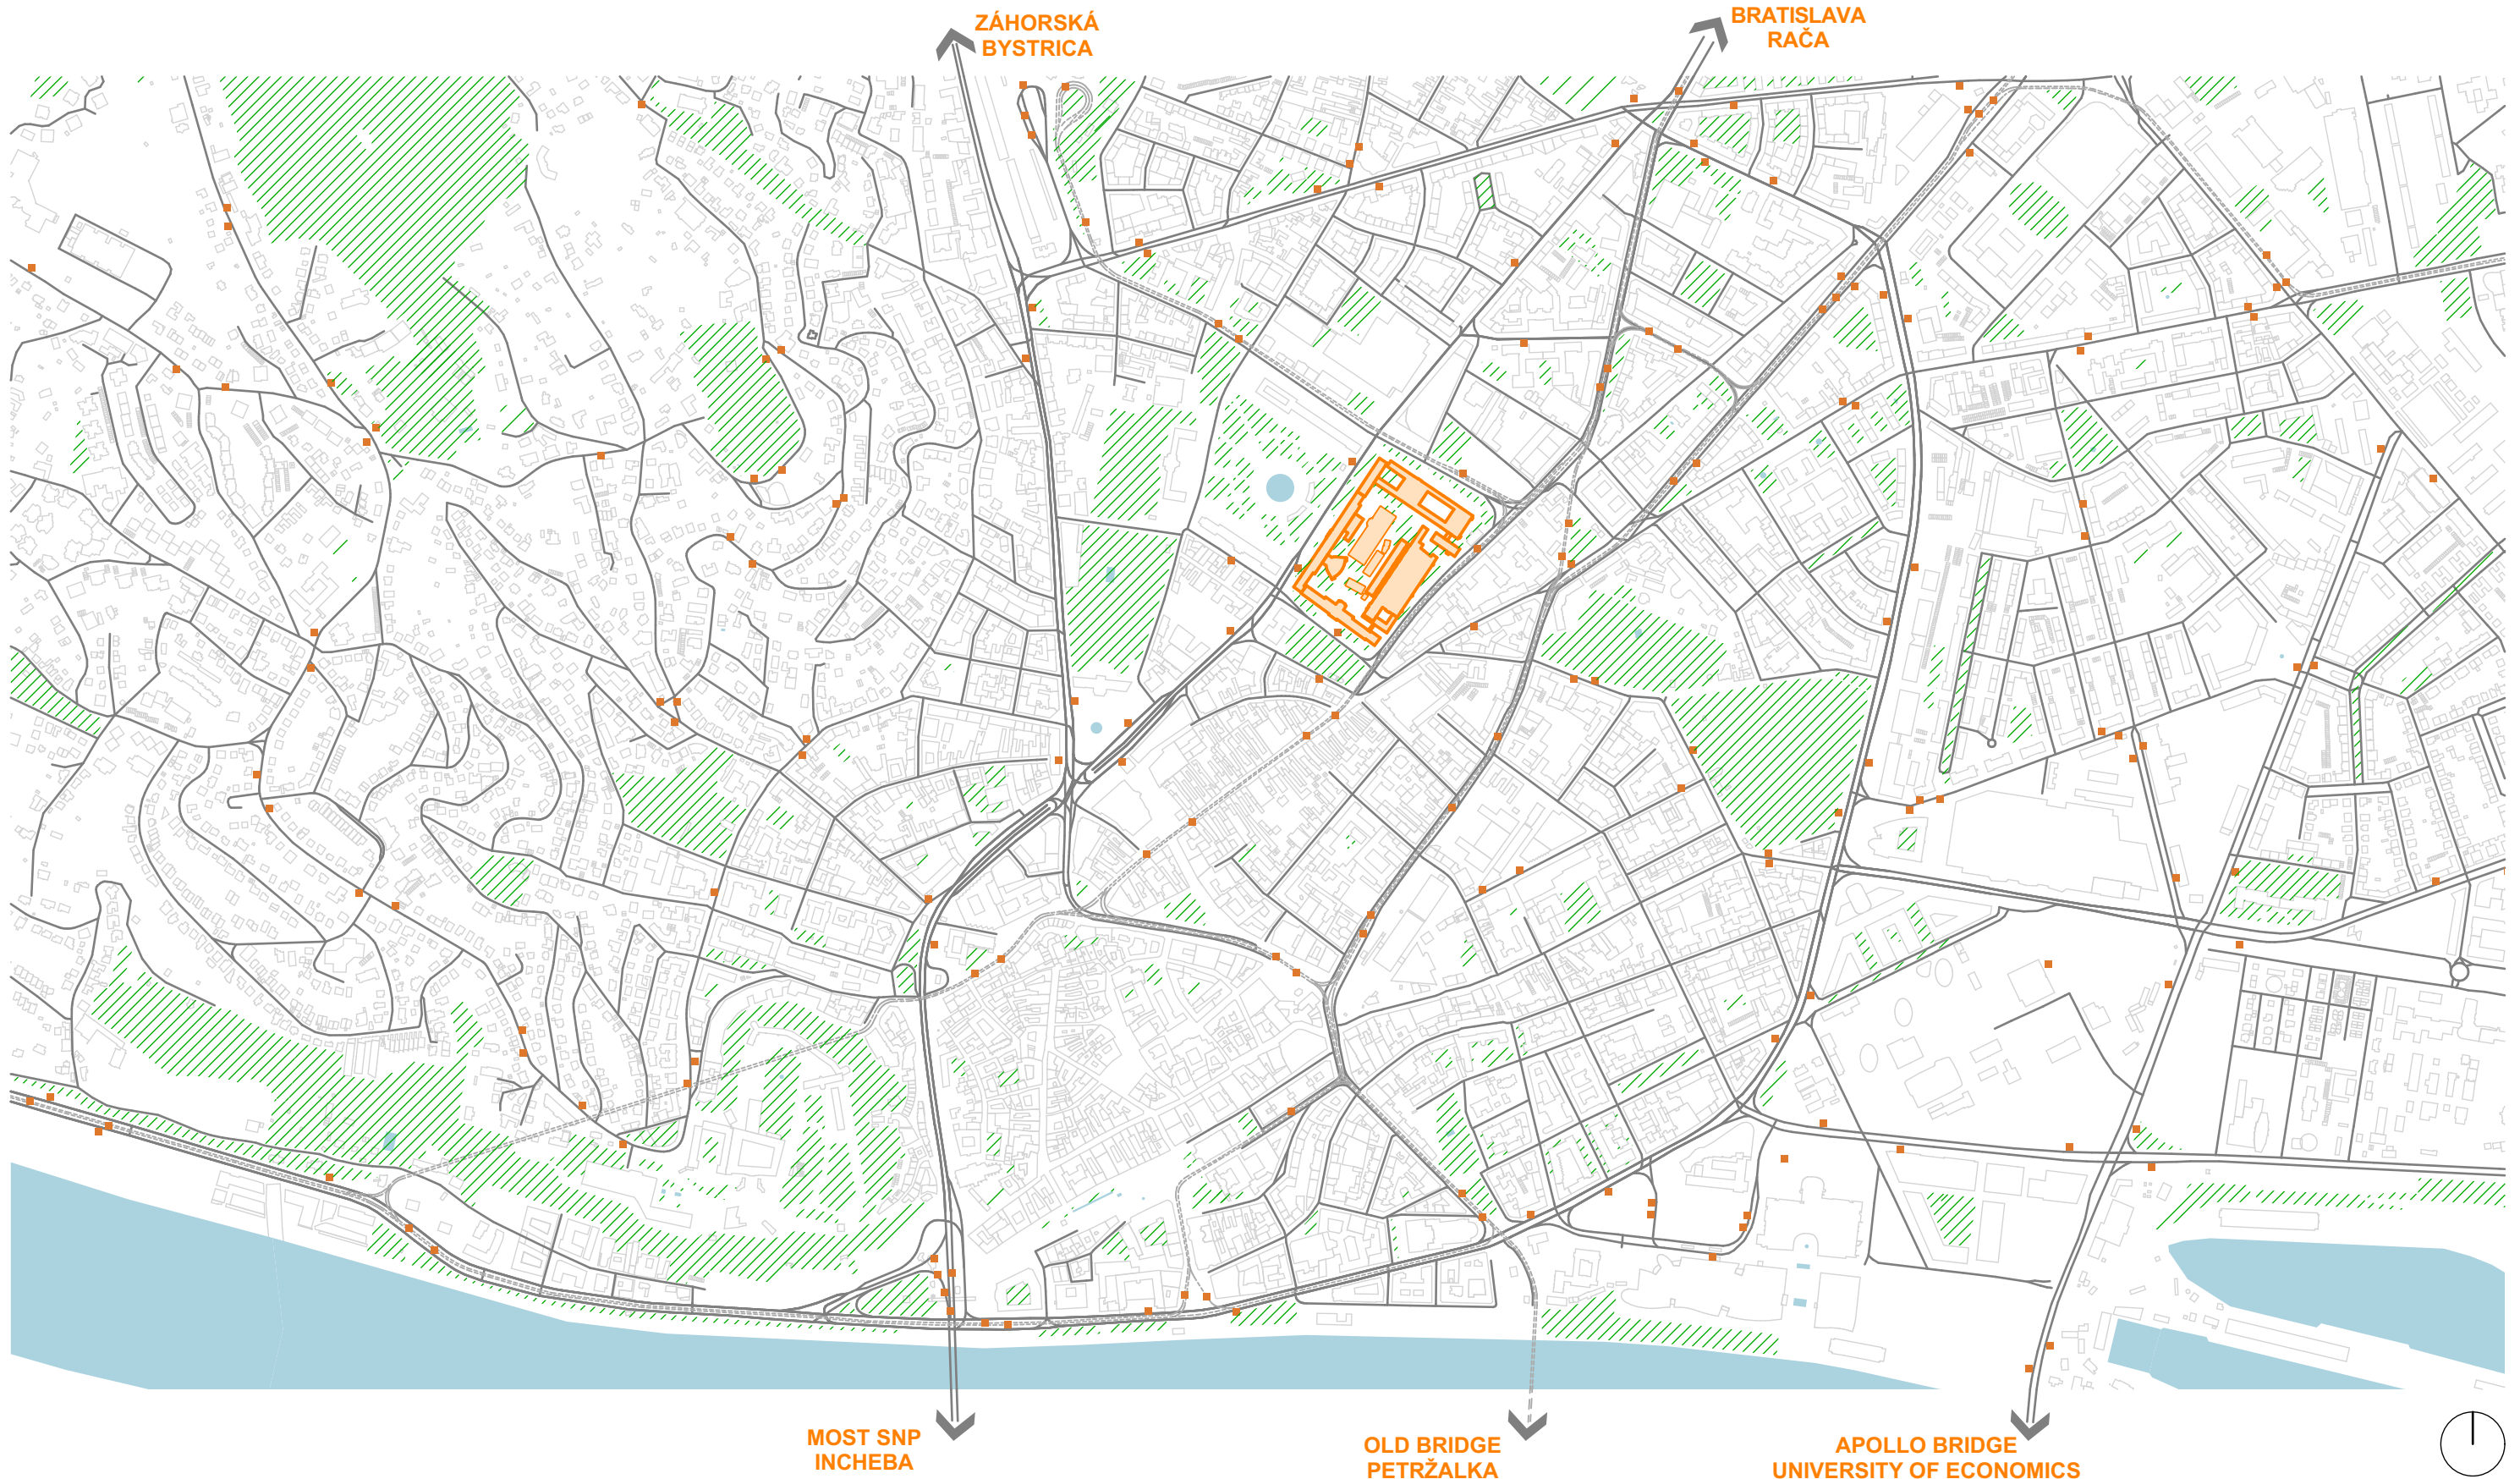 ZÁHORSKÁ
BYSTRICA
BRATISLAVA
RAČA
MOST SNP
INCHEBA
OLD BRIDGE
PETRŽALKA
APOLLO BRIDGE
UNIVERSITY OF ECONOMICS